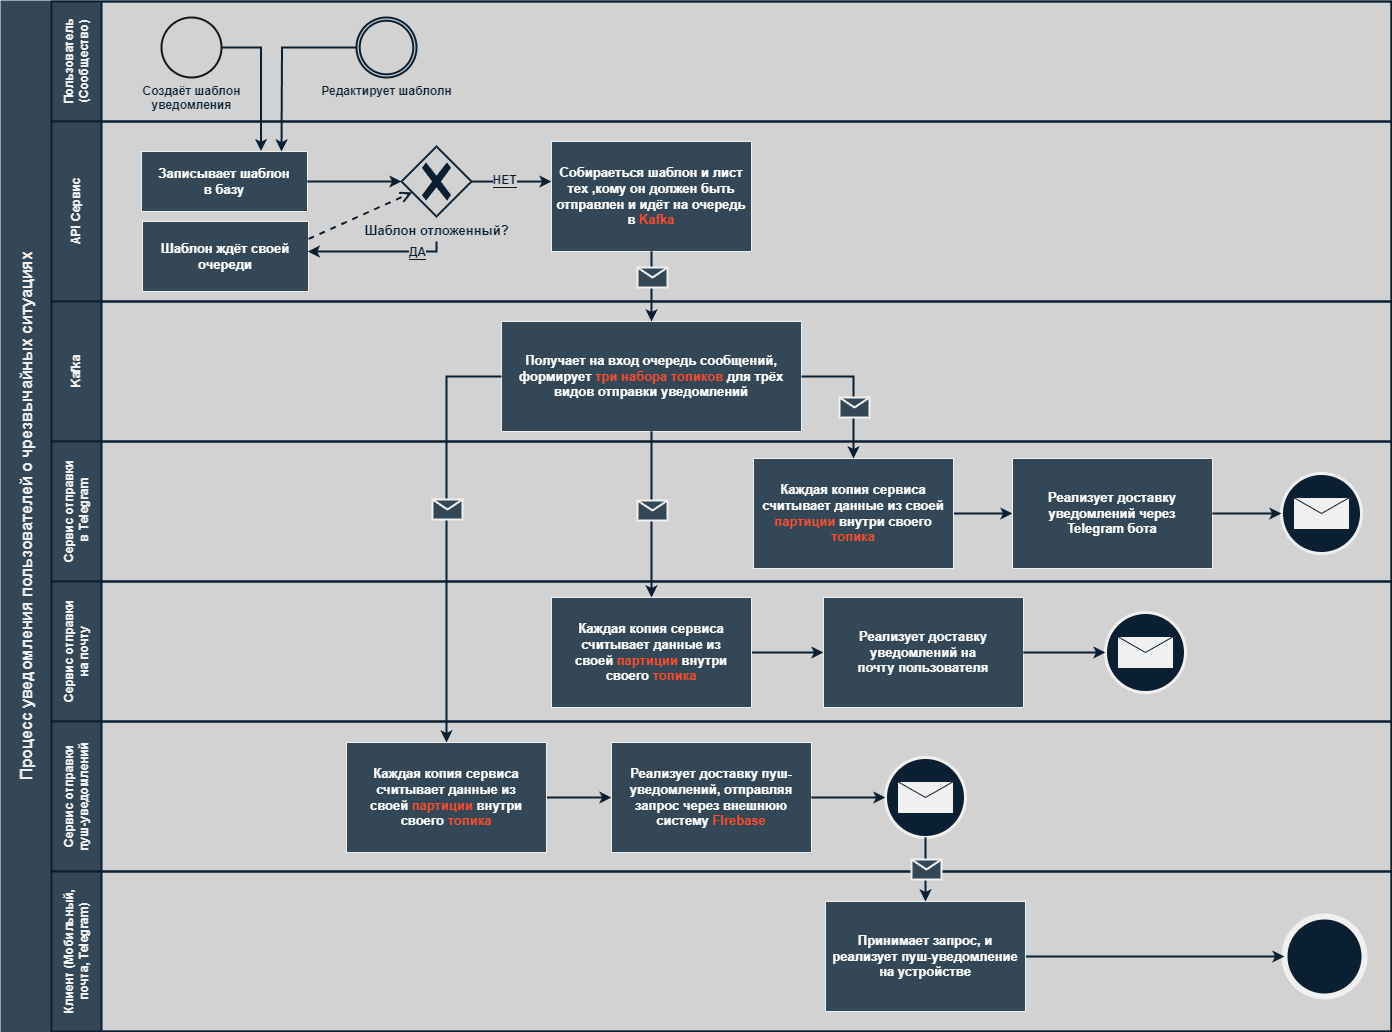 Процесс уведомления пользователей о чрезвычайных ситуациях
Пользователь
(Сообщество)
Создаёт шаблон
уведомления
Редактирует шаблолн
API Сервис
Записывает шаблон
в базу
Шаблон ждёт своей
очереди
Шаблон отложенный?
ДА
НЕТ
Собираеться шаблон и лист
тех ,кому он должен быть
отправлен и идёт на очередь
в Kafka
Kafka
Получает на вход очередь сообщений,
формирует три набора топиков для трёх
видов отправки уведомлений
Сервис отправки
в Telegram
Каждая копия сервиса
считывает данные из своей
партиции внутри своего
топика
Реализует доставку
уведомлений через
Telegram бота
Сервис отправки
на почту
Каждая копия сервиса
считывает данные из
своей партиции внутри
своего топика
Реализует доставку
уведомлений на
почту пользователя
Сервис отправки
пуш-уведомлений
Каждая копия сервиса
считывает данные из
своей партиции внутри
своего топика
Реализует доставку пуш-
уведомлений, отправляя
запрос через внешнюю
систему FIrebase
Клиент (Мобильный,
почта, Telegram)
Принимает запрос, и
реализует пуш-уведомление
на устройстве